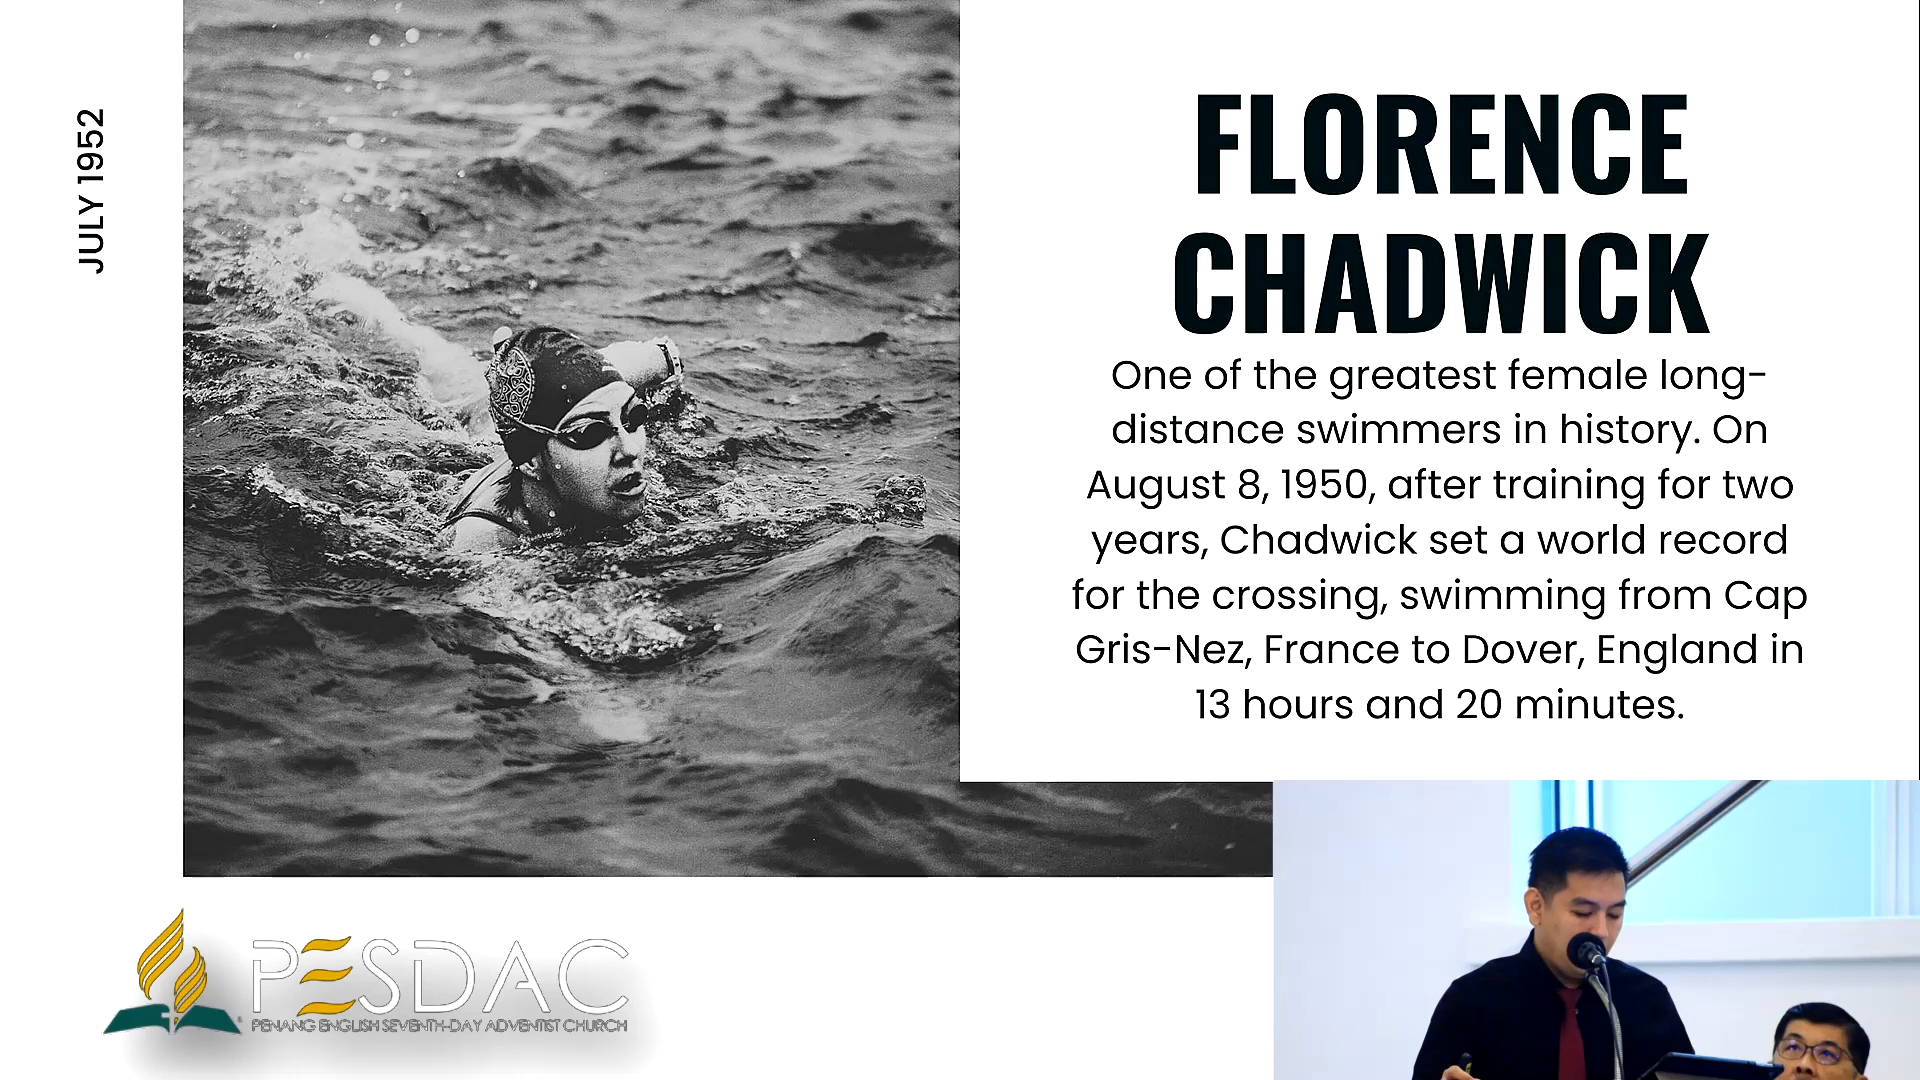 JULY 1952
FLORENCE
CHADWICK
One of the greatest female long-
distance swimmers in history. On
August 8, 1950, after training for two
years, Chadwick set a world record
for the crossing, swimming from Cap
Gris-Nez, France to Dover, England in
13 hours and 20 minutes.
PESDAC
PENANG ENGLISH SEVENTH-DAY ADVENTIST CHURCH